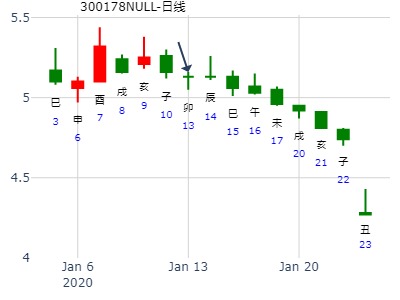 300178NULL-日线
5.5
5
4.5
4
巳
3
申
6
酉
7
戌
8
亥
9
子
10
卯
13
辰
14
巳
15
午
16
未
17
戌
20
亥
21
子
22
丑
23
Jan 6
2020
Jan 13
Jan 20